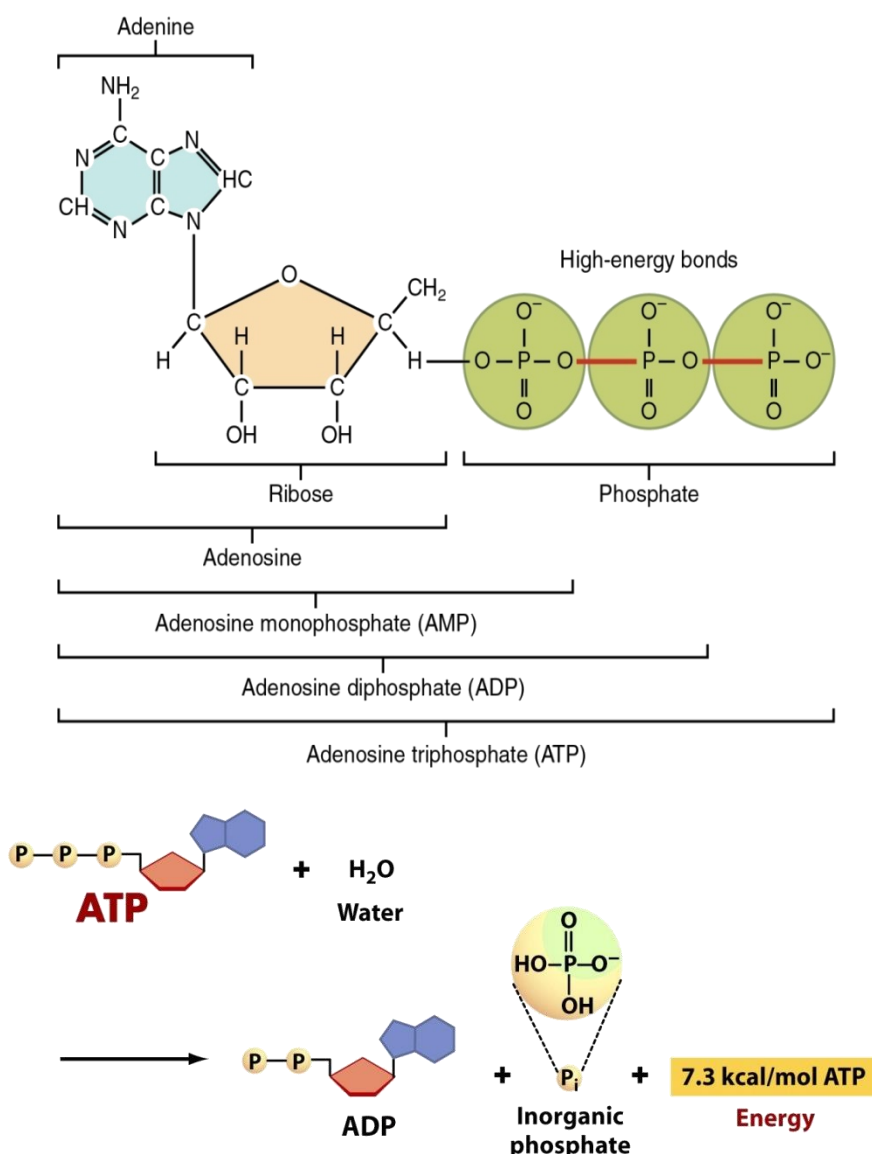 Adenine
NH₂
C
N C N
HC
CH N C N
High-energy bonds
O CH₂
O⁻ O⁻ O⁻
C H H C
H H O–P–O P–O P–O⁻
C C
O O O
OH OH
Ribose Phosphate
Adenosine
Adenosine monophosphate (AMP)
Adenosine diphosphate (ADP)
Adenosine triphosphate (ATP)
P P P + H₂O
ATP Water
O
HO–P–O⁻
OH
P P + Pᵢ + 7.3 kcal/mol ATP
ADP Inorganic Energy
phosphate